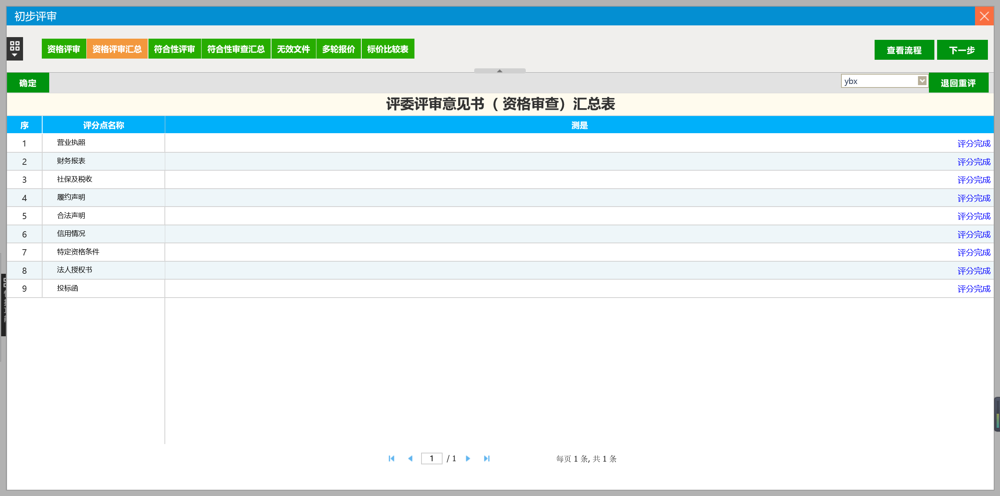 初步评审
资格评审 资格评审汇总 符合性评审 符合性审查汇总 无效文件 多轮报价 标价比较表 查看流程 下一步
确定 ybx 退回重评
评委评审意见书（ 资格审查）汇总表
序 评分点名称 测是
1 营业执照 评分完成
2 财务报表 评分完成
3 社保及税收 评分完成
4 履约声明 评分完成
5 合法声明 评分完成
6 信用情况 评分完成
7 特定资格条件 评分完成
8 法人授权书 评分完成
9 投标函 评分完成
1 / 1 每页 1 条, 共 1 条